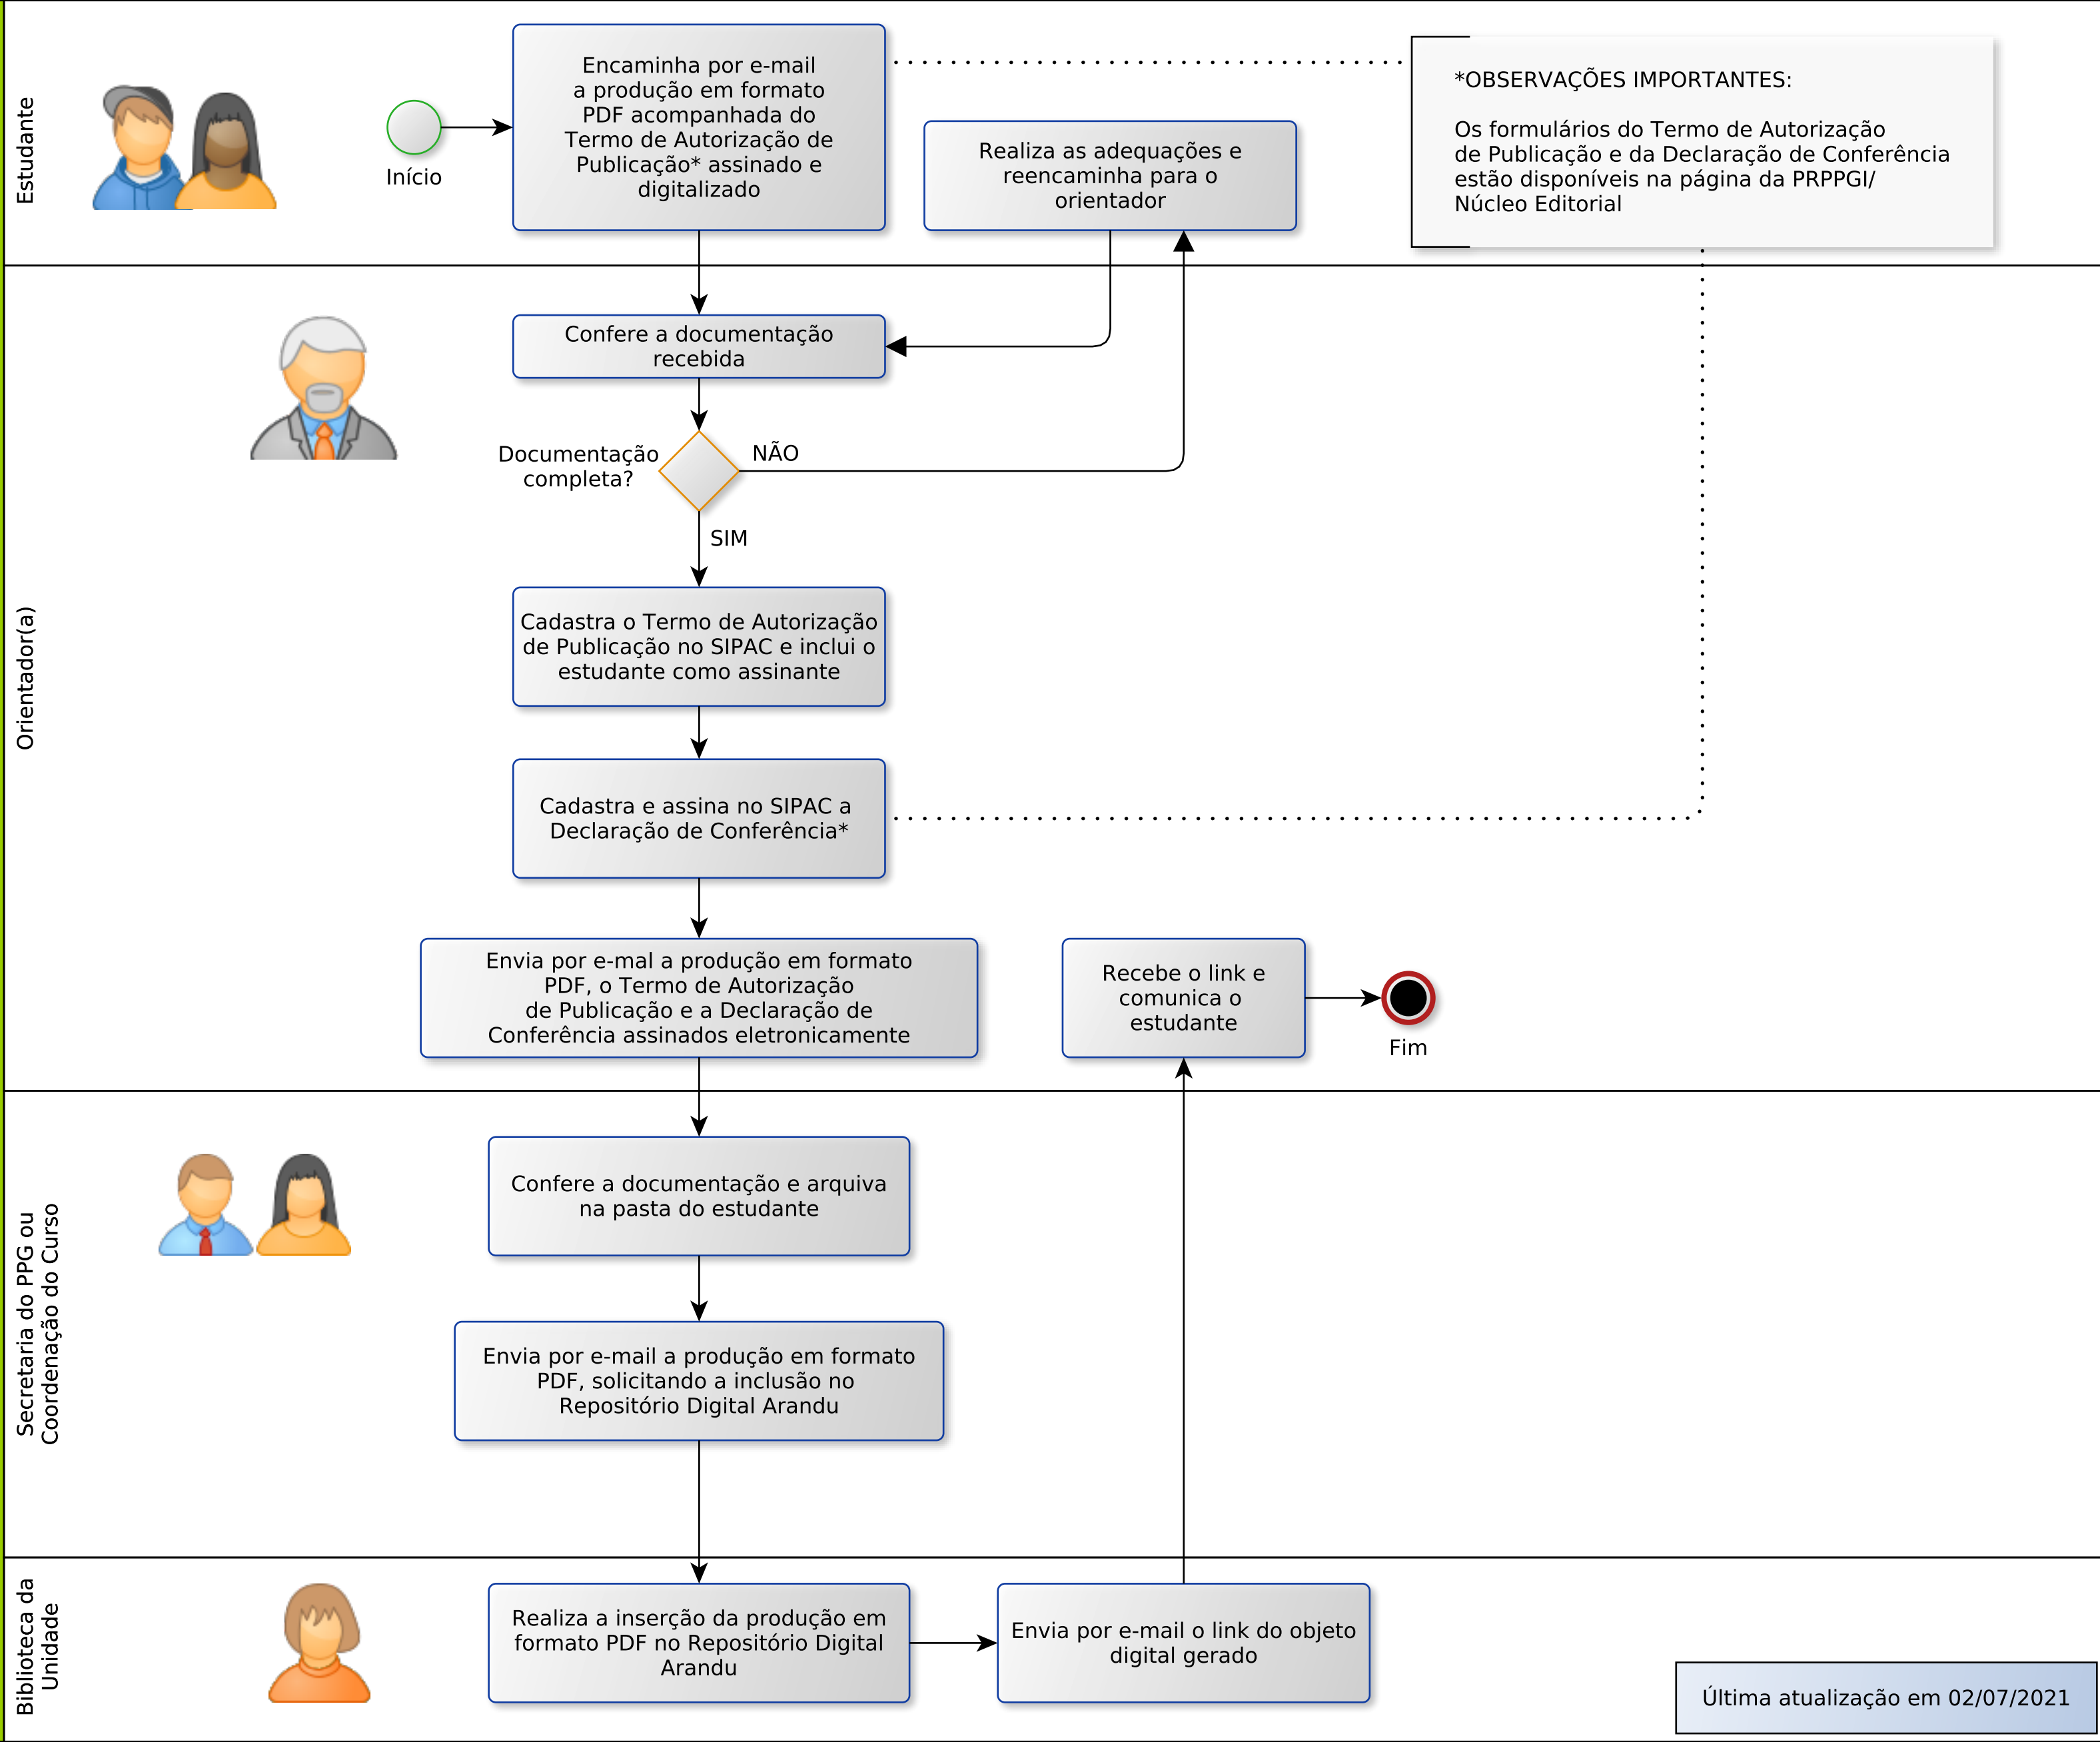 Estudante
Início
Encaminha por e-mail
a produção em formato
PDF acompanhada do
Termo de Autorização de
Publicação* assinado e
digitalizado
Realiza as adequações e
reencaminha para o
orientador
*OBSERVAÇÕES IMPORTANTES:
Os formulários do Termo de Autorização
de Publicação e da Declaração de Conferência
estão disponíveis na página da PRPPGI/
Núcleo Editorial
Orientador(a)
Confere a documentação
recebida
Documentação
completa?
NÃO
SIM
Cadastra o Termo de Autorização
de Publicação no SIPAC e inclui o
estudante como assinante
Cadastra e assina no SIPAC a
Declaração de Conferência*
Envia por e-mal a produção em formato
PDF, o Termo de Autorização
de Publicação e a Declaração de
Conferência assinados eletronicamente
Recebe o link e
comunica o
estudante
Fim
Secretaria do PPG ou
Coordenação do Curso
Confere a documentação e arquiva
na pasta do estudante
Envia por e-mail a produção em formato
PDF, solicitando a inclusão no
Repositório Digital Arandu
Biblioteca da
Unidade
Realiza a inserção da produção em
formato PDF no Repositório Digital
Arandu
Envia por e-mail o link do objeto
digital gerado
Última atualização em 02/07/2021